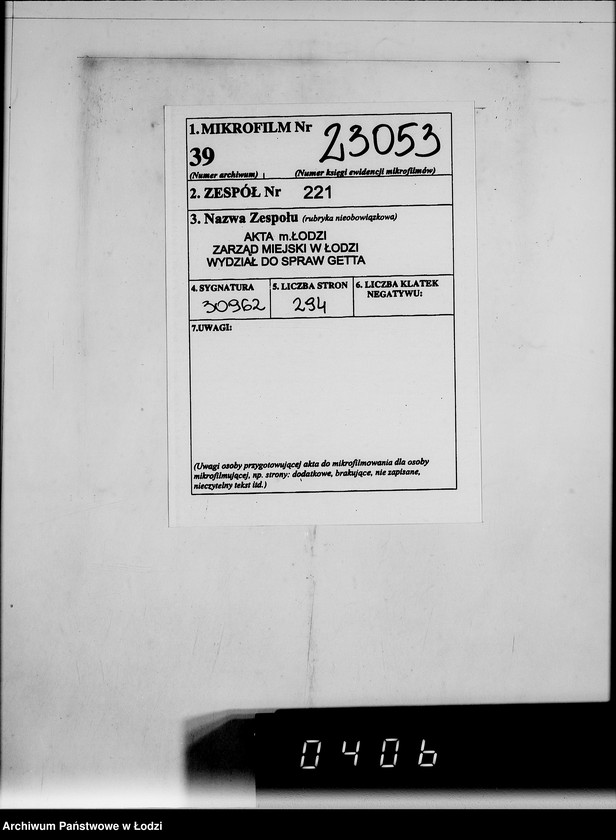 1. MIKROFILM Nr 23053
39
(Numer archiwum) (Numer księgi ewidencji mikrofilmów)
2. ZESPÓŁ Nr 221
3. Nazwa Zespołu (rubryka nieobowiązkowa)
AKTA m.ŁODZI
ZARZĄD MIEJSKI W ŁODZI
WYDZIAŁ DO SPRAW GETTA
4. SYGNATURA 5. LICZBA STRON 6. LICZBA KLATEK
NEGATYWU:
30962 294
7.UWAGI:
(Uwagi osoby przygotowującej akta do mikrofilmowania dla osoby
mikrofilmującej, np. strony: dodatkowe, brakujące, nie zapisane,
nieczytelny tekst itd.)
0406
Archiwum Państwowe w Łodzi